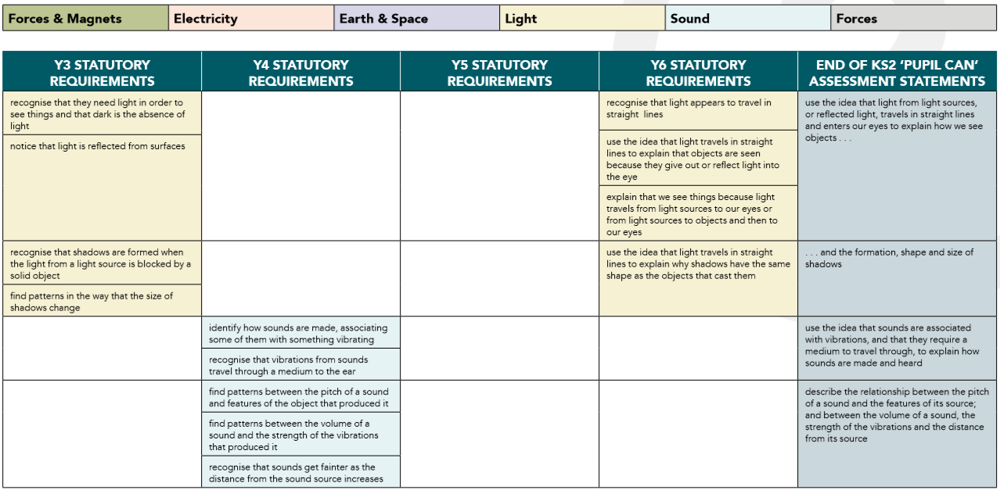 Forces & Magnets
Electricity
Earth & Space
Light
Sound
Forces
Y3 STATUTORY
REQUIREMENTS
Y4 STATUTORY
REQUIREMENTS
Y5 STATUTORY
REQUIREMENTS
Y6 STATUTORY
REQUIREMENTS
END OF KS2 ‘PUPIL CAN’
ASSESSMENT STATEMENTS
recognise that they need light in order to
see things and that dark is the absence of
light
notice that light is reflected from surfaces
recognise that light appears to travel in
straight lines
use the idea that light travels in straight
lines to explain that objects are seen
because they give out or reflect light into
the eye
explain that we see things because light
travels from light sources to our eyes or
from light sources to objects and then to
our eyes
use the idea that light from light sources,
or reflected light, travels in straight lines
and enters our eyes to explain how we see
objects . . .
recognise that shadows are formed when
the light from a light source is blocked by a
solid object
find patterns in the way that the size of
shadows change
use the idea that light travels in straight
lines to explain why shadows have the same
shape as the objects that cast them
. . . and the formation, shape and size of
shadows
identify how sounds are made, associating
some of them with something vibrating
recognise that vibrations from sounds
travel through a medium to the ear
use the idea that sounds are associated
with vibrations, and that they require a
medium to travel through, to explain how
sounds are made and heard
find patterns between the pitch of a sound
and features of the object that produced it
find patterns between the volume of a
sound and the strength of the vibrations
that produced it
recognise that sounds get fainter as the
distance from the sound source increases
describe the relationship between the pitch
of a sound and the features of its source;
and between the volume of a sound, the
strength of the vibrations and the distance
from its source